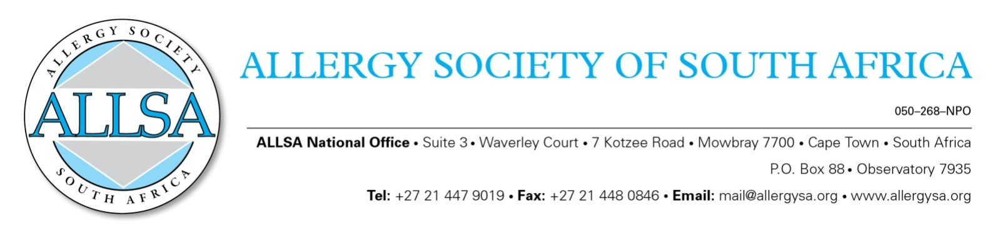 ALLERGY SOCIETY
ALLSA
SOUTH AFRICA
ALLERGY SOCIETY OF SOUTH AFRICA
050–268–NPO
ALLSA National Office • Suite 3 • Waverley Court • 7 Kotzee Road • Mowbray 7700 • Cape Town • South Africa
P.O. Box 88 • Observatory 7935
Tel: +27 21 447 9019 • Fax: +27 21 448 0846 • Email: mail@allergysa.org • www.allergysa.org